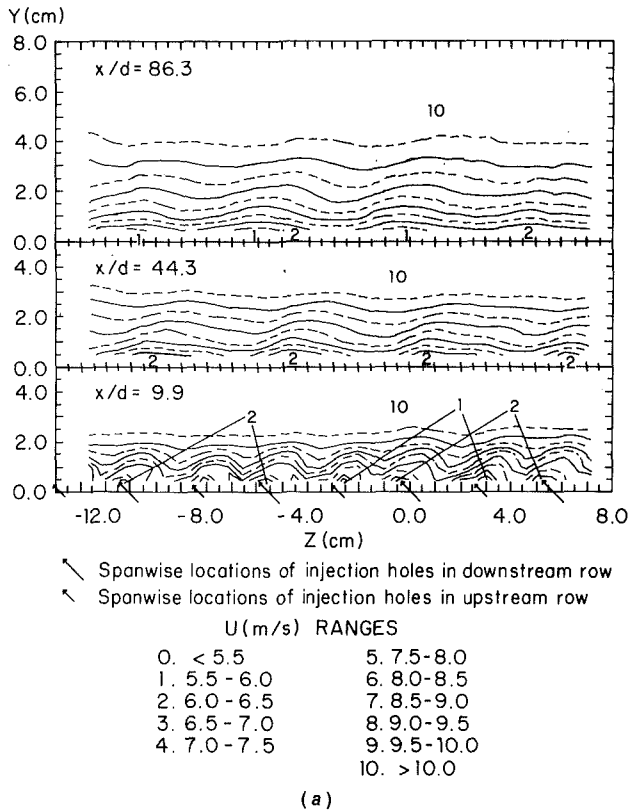 Y(cm)
8.0
x/d= 86.3
10
6.0
4.0
2.0
1 1 2 1 2
0.0
x/d= 44.3
10
4.0
2.0
2 2 2 2
0.0
x/d= 9.9
4.0
2 10 1 2
2.0
0.0
-12.0 -8.0 -4.0 0.0 4.0 8.0
Z(cm)
Spanwise locations of injection holes in downstream row
Spanwise locations of injection holes in upstream row
U(m/s) RANGES
0. < 5.5 5. 7.5-8.0
1. 5.5-6.0 6. 8.0-8.5
2. 6.0-6.5 7. 8.5-9.0
3. 6.5-7.0 8. 9.0-9.5
4. 7.0-7.5 9. 9.5-10.0
10. >10.0
(a)